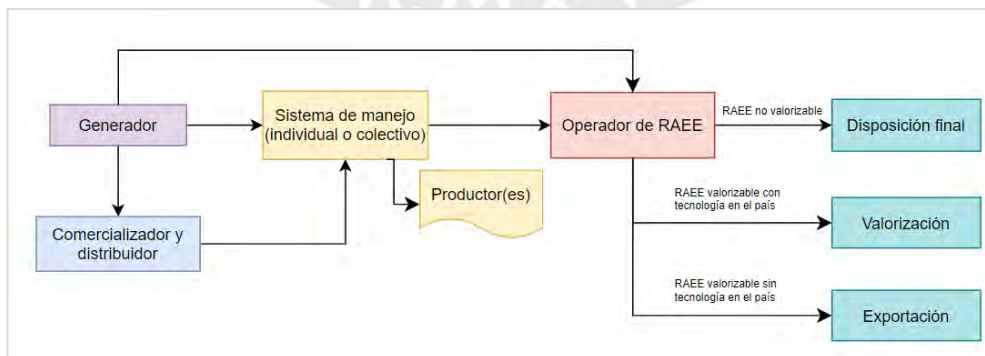 Generador
Sistema de manejo
(individual o colectivo)
Operador de RAEE
RAEE no valorizable
Disposición final
Productor(es)
Comercializador y
distribuidor
RAEE valorizable con
tecnología en el país
Valorización
RAEE valorizable sin
tecnología en el país
Exportación